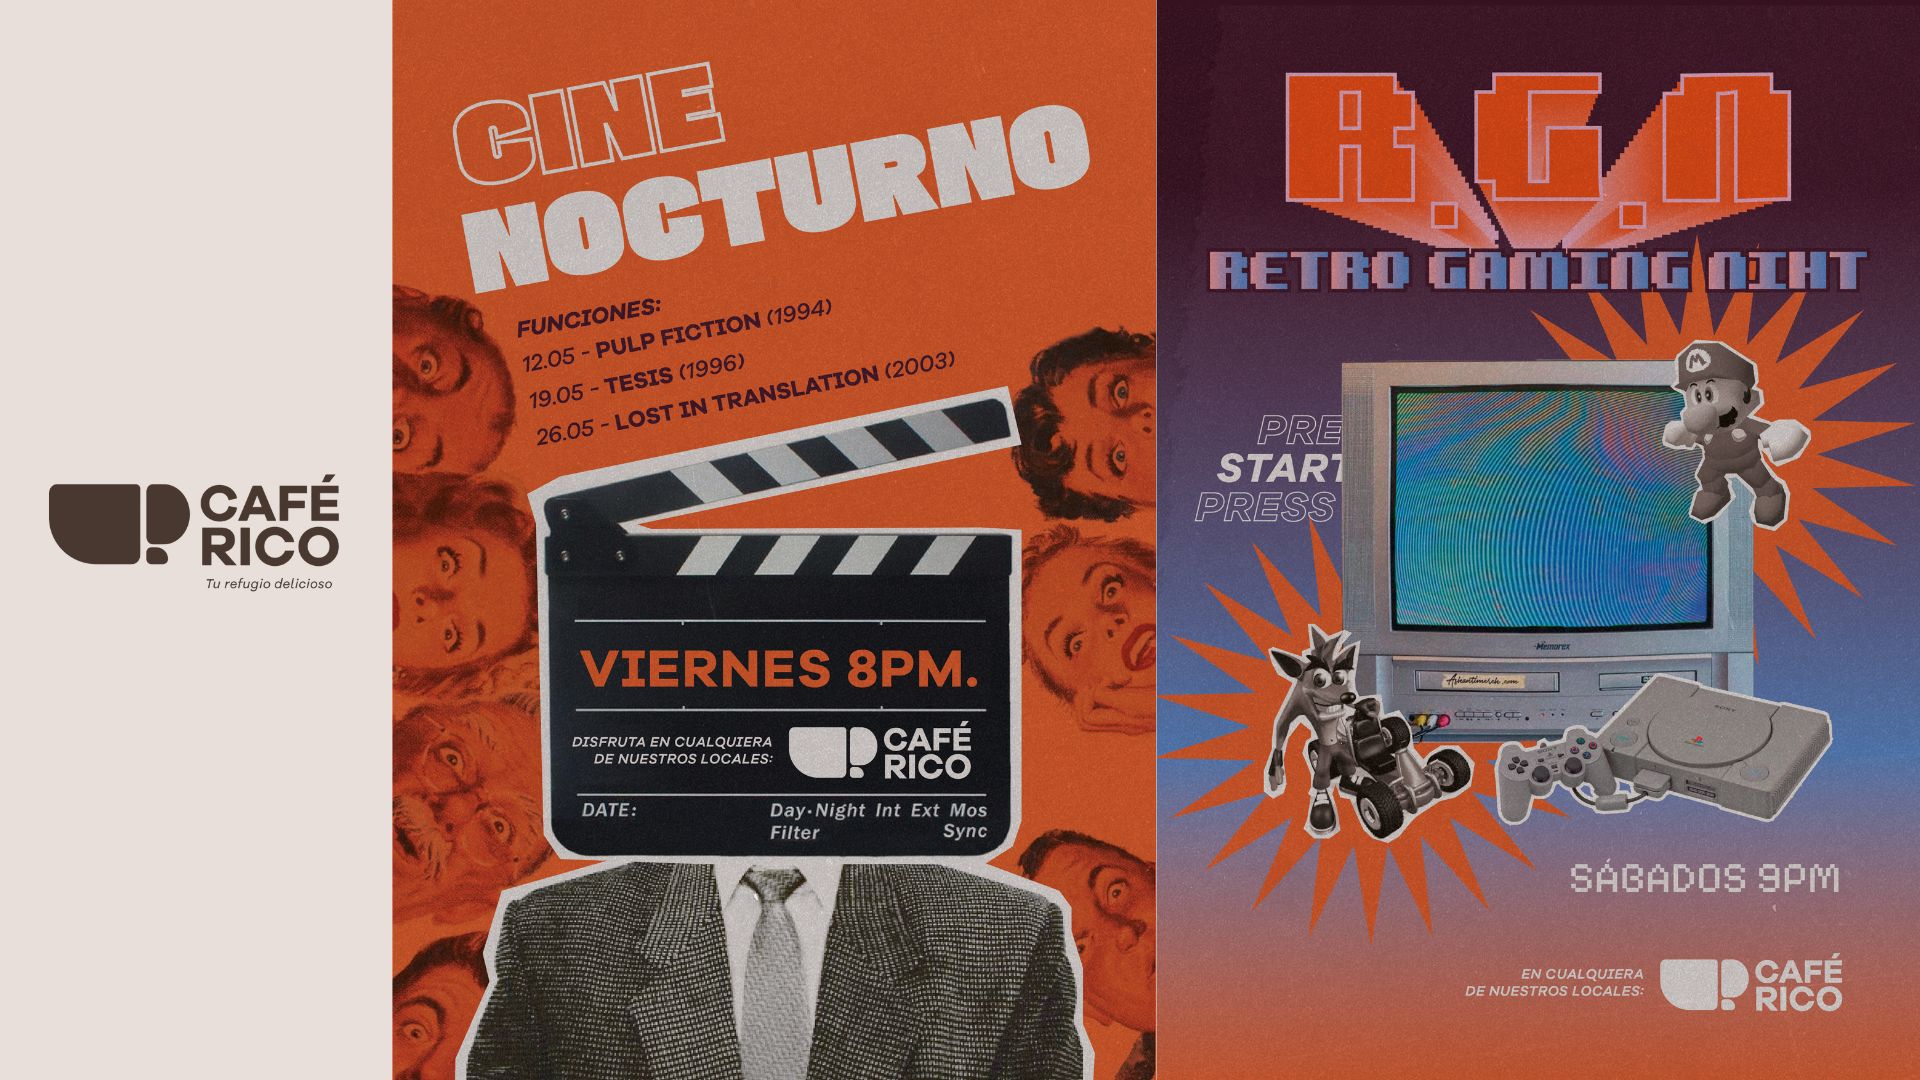 CAFÉ
RICO
Tu refugio delicioso
CINE
NOCTURNO
FUNCIONES:
12.05 - PULP FICTION (1994)
19.05 - TESIS (1996)
26.05 - LOST IN TRANSLATION (2003)
VIERNES 8PM.
DISFRUTA EN CUALQUIERA
DE NUESTROS LOCALES:
CAFÉ
RICO
DATE:
Day·Night Int Ext Mos
Filter Sync
R.G.N
RETRO GAMING NIHT
PRE
START
PRESS
M
Memorex
SONY
SÁBADOS 9PM
EN CUALQUIERA
DE NUESTROS LOCALES:
CAFÉ
RICO